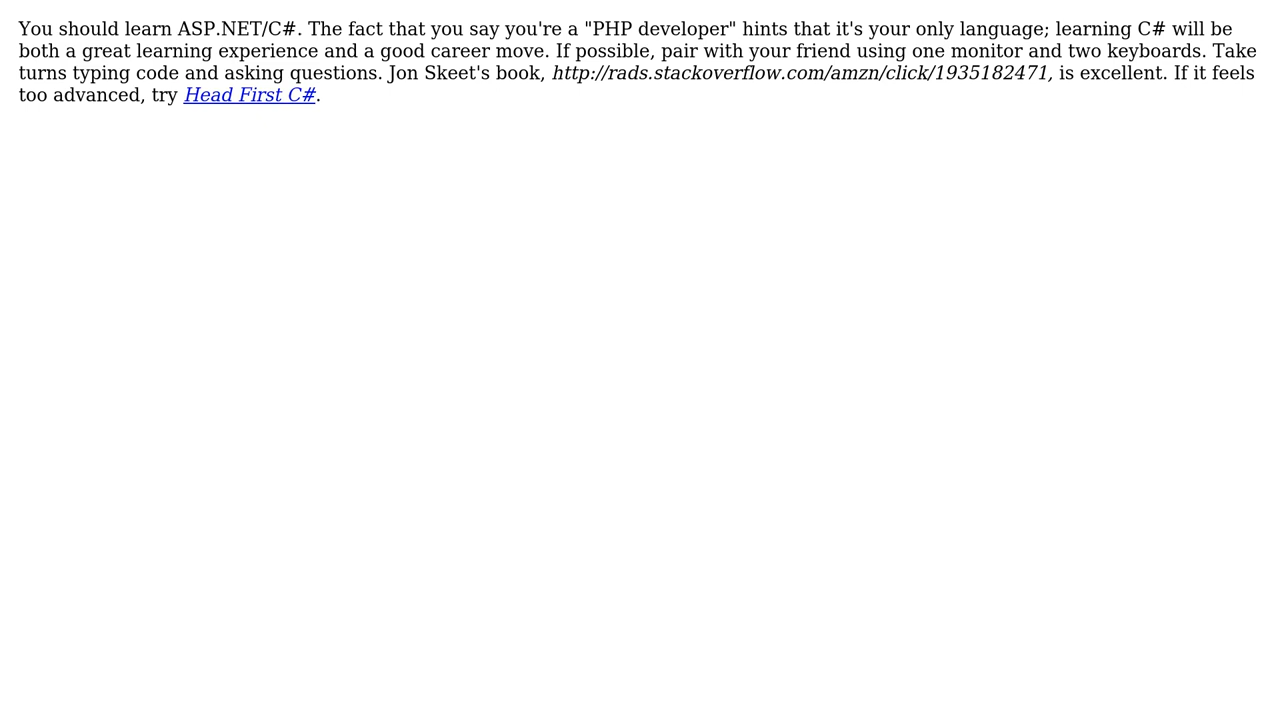 You should learn ASP.NET/C#. The fact that you say you're a "PHP developer" hints that it's your only language; learning C# will be
both a great learning experience and a good career move. If possible, pair with your friend using one monitor and two keyboards. Take
turns typing code and asking questions. Jon Skeet's book, http://rads.stackoverflow.com/amzn/click/1935182471, is excellent. If it feels
too advanced, try Head First C#.